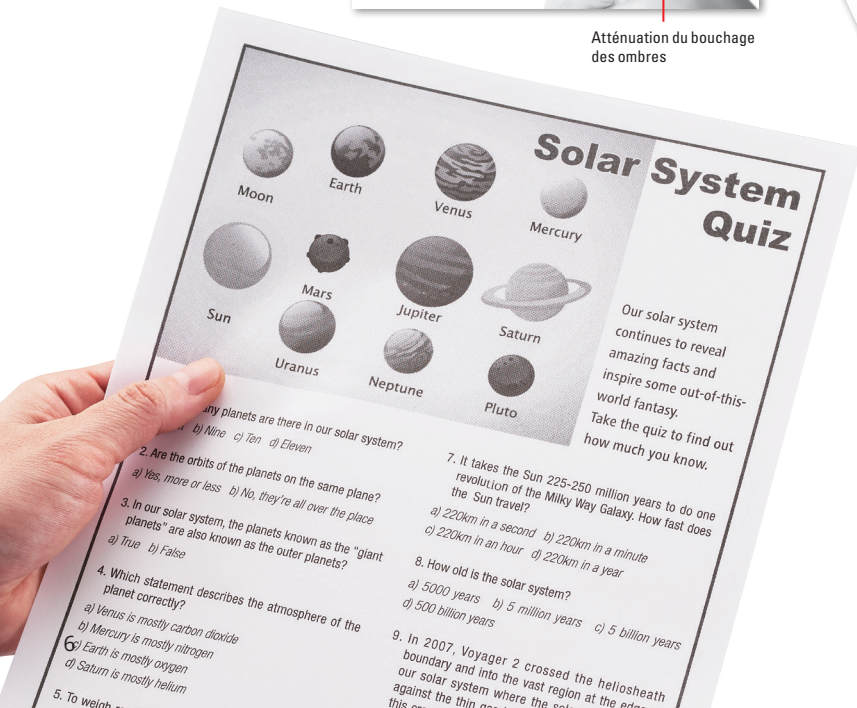 Atténuation du bouchage
des ombres
Solar System
Quiz
Moon
Earth
Venus
Mercury
Sun
Mars
Jupiter
Saturn
Uranus
Neptune
Pluto
Our solar system
continues to reveal
amazing facts and
inspire some out-of-this-
world fantasy.
Take the quiz to find out
how much you know.
planets are there in our solar system?
b) Nine c) Ten d) Eleven
2. Are the orbits of the planets on the same plane?
a) Yes, more or less b) No, they're all over the place
3. In our solar system, the planets known as the "giant
planets" are also known as the outer planets?
a) True b) False
4. Which statement describes the atmosphere of the
planet correctly?
a) Venus is mostly carbon dioxide
b) Mercury is mostly nitrogen
c) Earth is mostly oxygen
d) Saturn is mostly helium
5. To weigh
6
7. It takes the Sun 225-250 million years to do one
revolution of the Milky Way Galaxy. How fast does
the Sun travel?
a) 220km in a second b) 220km in a minute
c) 220km in an hour d) 220km in a year
8. How old is the solar system?
a) 5000 years b) 5 million years c) 5 billion years
d) 500 billion years
9. In 2007, Voyager 2 crossed the heliosheath
boundary and into the vast region at the edge
our solar system where the
against the thin
this